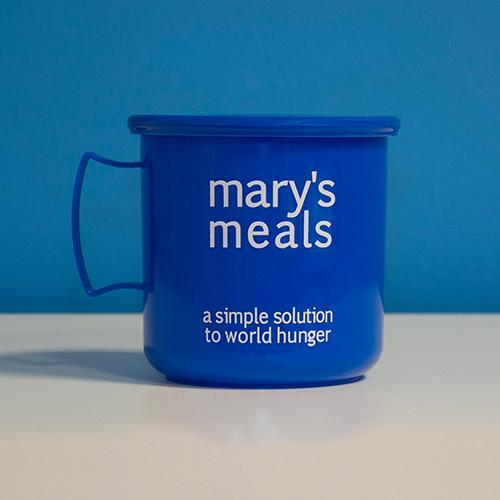 mary's
meals
a simple solution
to world hunger